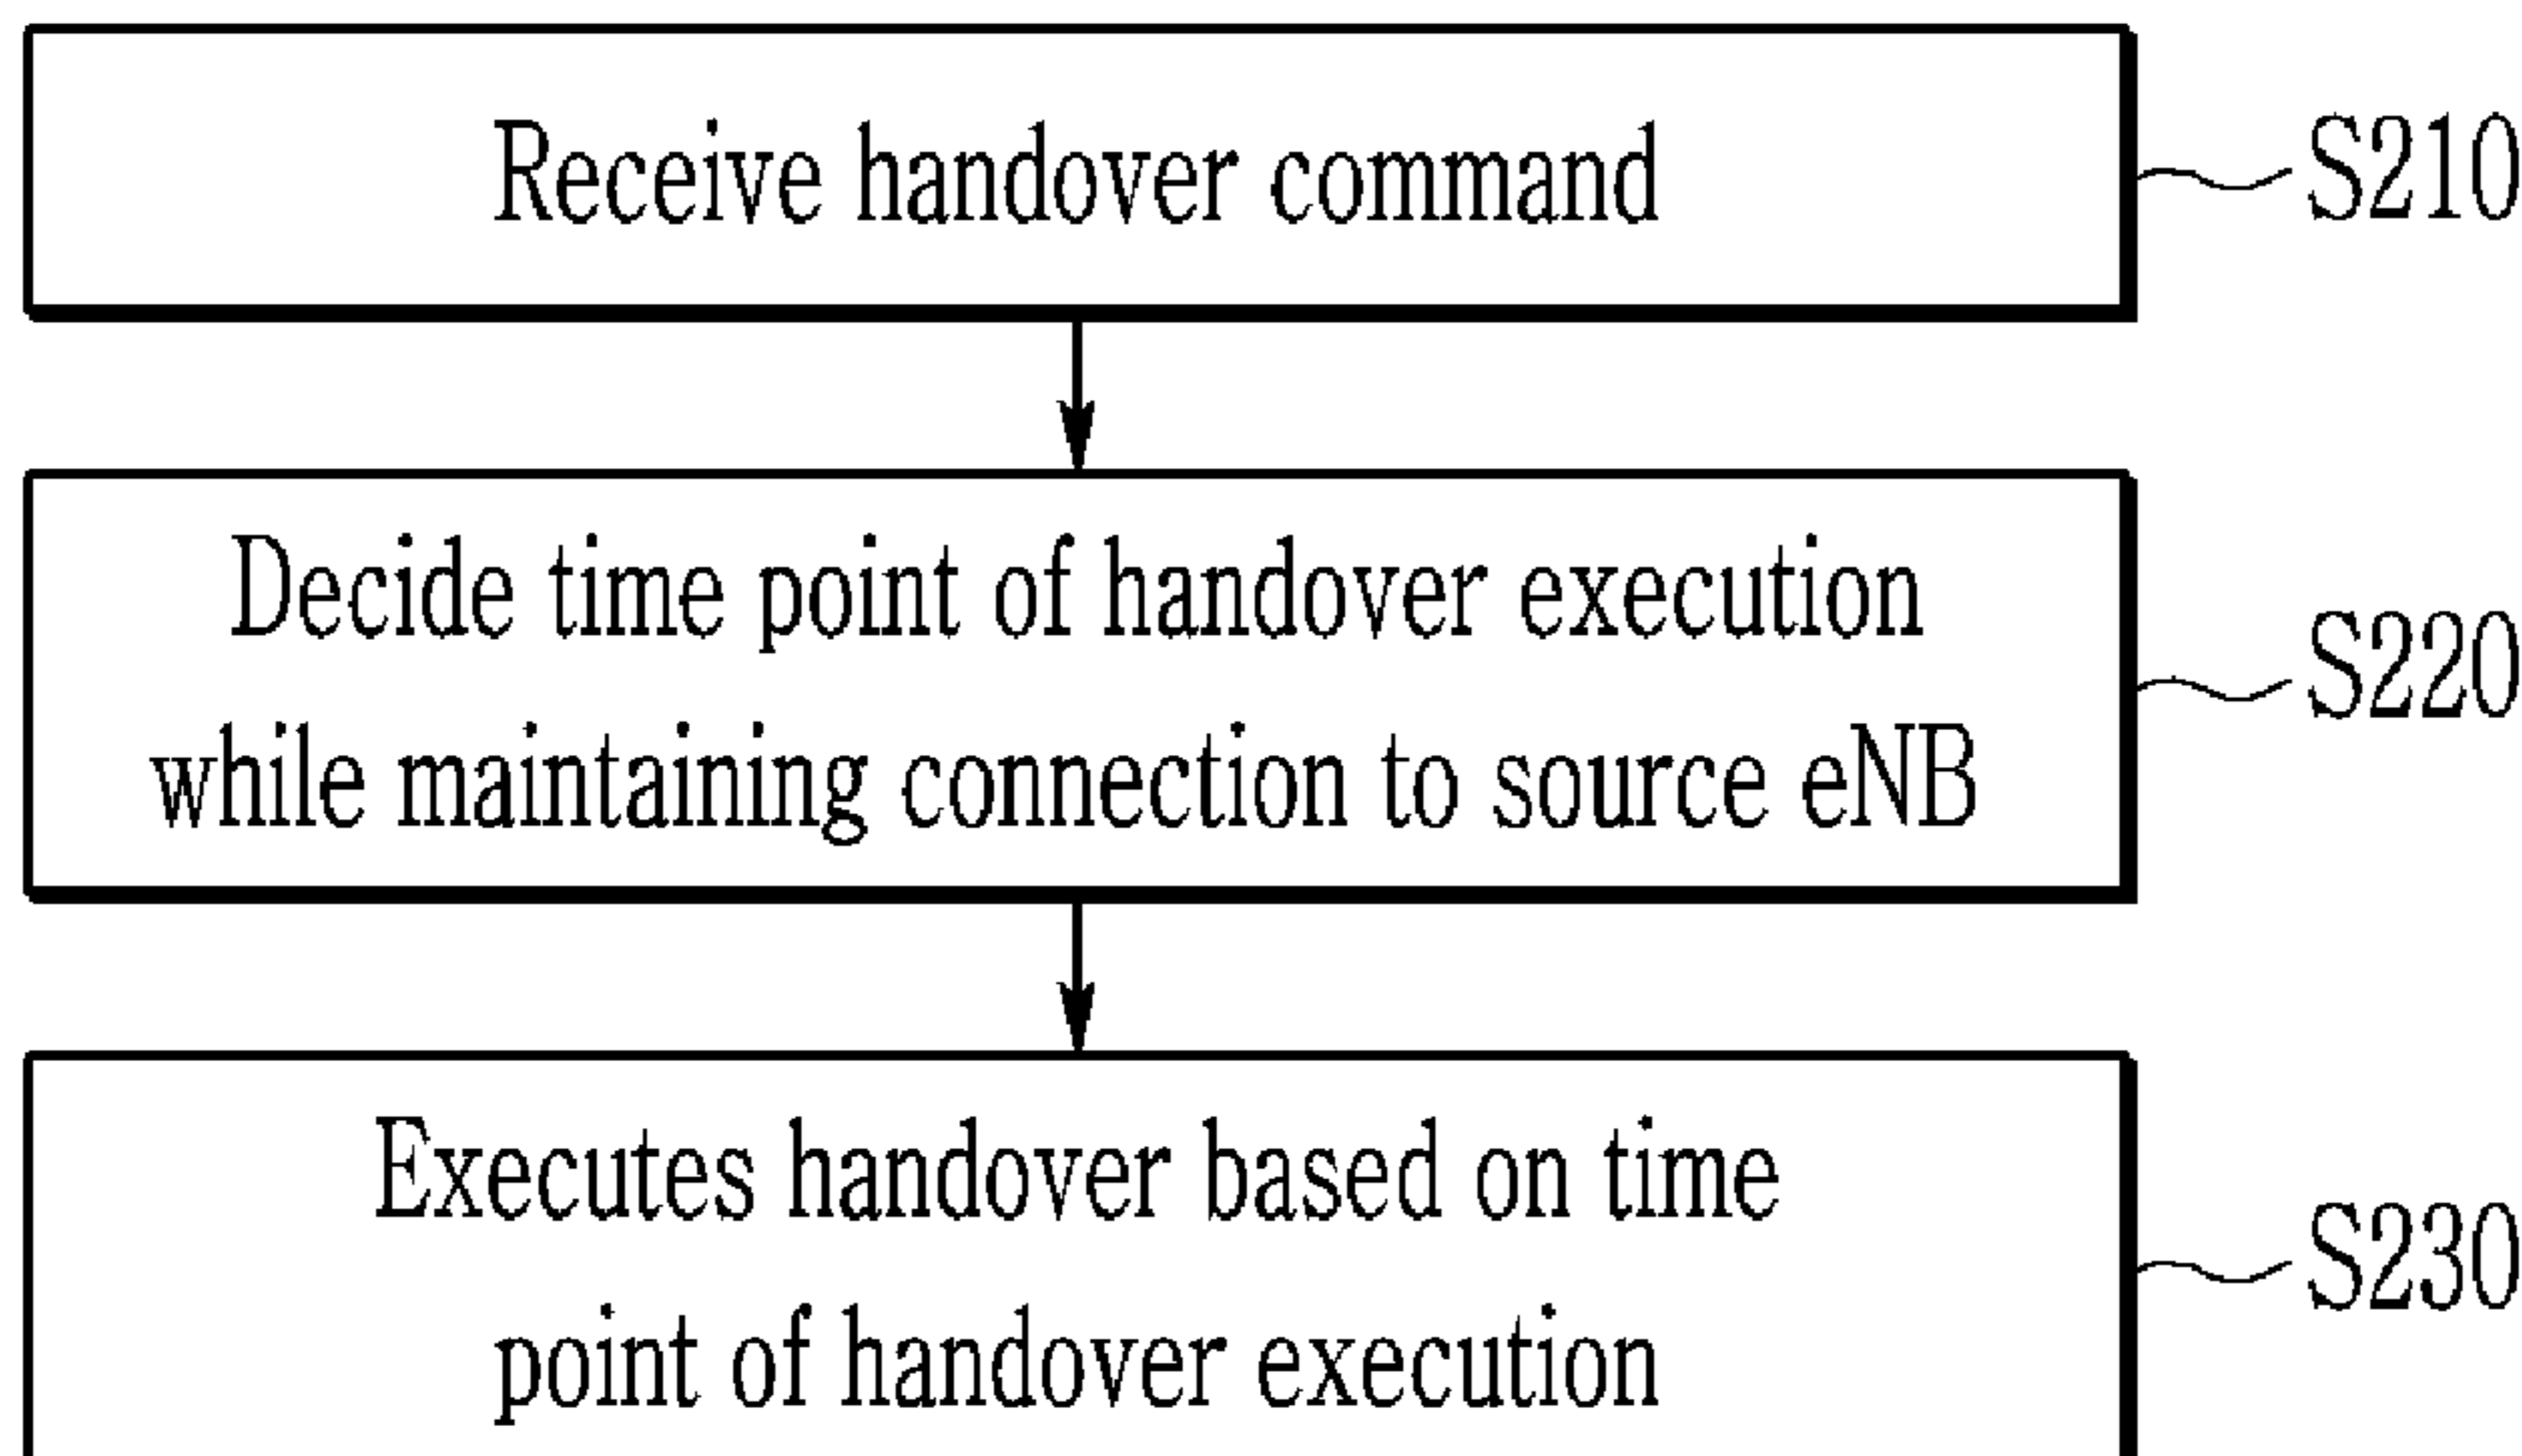 Receive handover command
S210
Decide time point of handover execution
while maintaining connection to source eNB
S220
Executes handover based on time
point of handover execution
S230